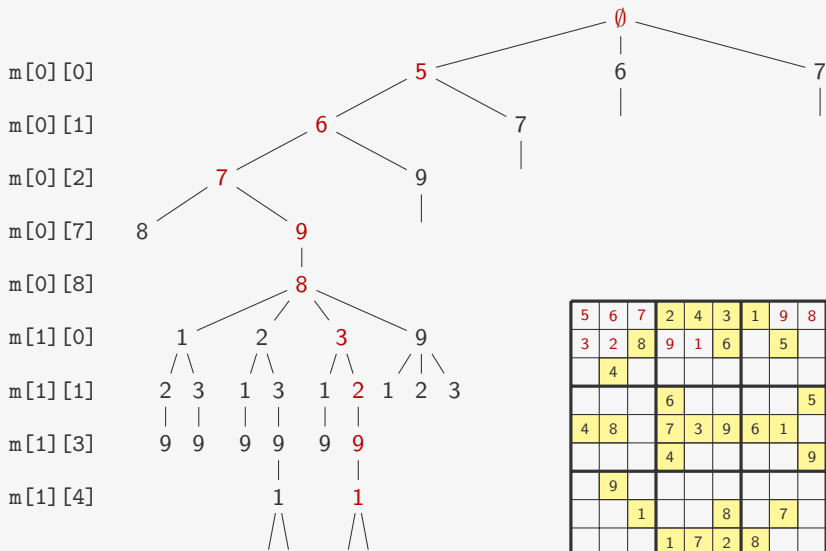 ∅
m[0][0] 5 6 7
m[0][1] 6 7
m[0][2] 7 9
m[0][7] 8 9
m[0][8] 8
m[1][0] 1 2 3 9
m[1][1] 2 3 1 3 1 2 1 2 3
m[1][3] 9 9 9 9 9 9
m[1][4] 1 1
5 6 7 2 4 3 1 9 8
3 2 8 9 1 6 5
4
6 5
4 8 7 3 9 6 1
4 9
9
1 8 7
1 7 2 8